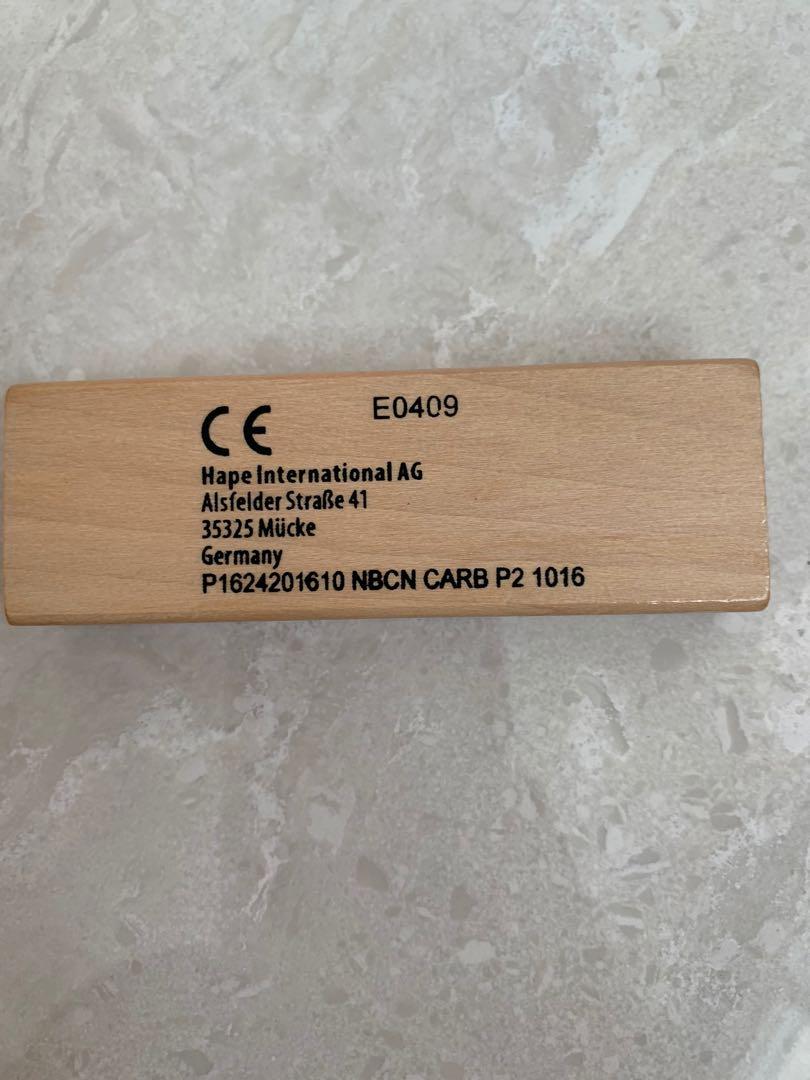 CE
E0409
Hape International AG
Alsfelder Straße 41
35325 Mücke
Germany
P1624201610 NBCN CARB P2 1016